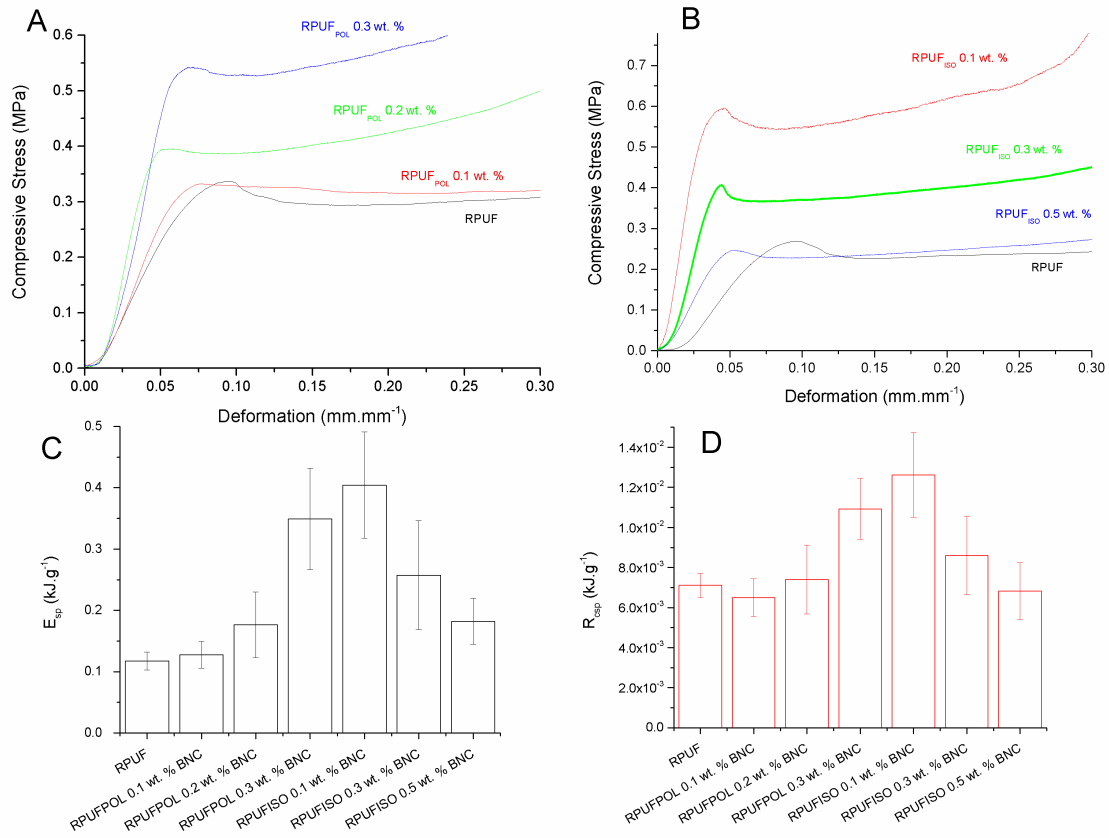 A
RPUF_POL 0.3 wt. %
RPUF_POL 0.2 wt. %
RPUF_POL 0.1 wt. %
RPUF
Compressive Stress (MPa)
0.6
0.5
0.4
0.3
0.2
0.1
0.0
0.00 0.05 0.10 0.15 0.20 0.25 0.30
Deformation (mm.mm⁻¹)
B
RPUF_ISO 0.1 wt. %
RPUF_ISO 0.3 wt. %
RPUF_ISO 0.5 wt. %
RPUF
Compressive Stress (MPa)
0.7
0.6
0.5
0.4
0.3
0.2
0.1
0.0
0.00 0.05 0.10 0.15 0.20 0.25 0.30
Deformation (mm.mm⁻¹)
C
E_sp (kJ.g⁻¹)
0.5
0.4
0.3
0.2
0.1
0.0
RPUF
RPUFPOL 0.1 wt. % BNC
RPUFPOL 0.2 wt. % BNC
RPUFPOL 0.3 wt. % BNC
RPUFISO 0.1 wt. % BNC
RPUFISO 0.3 wt. % BNC
RPUFISO 0.5 wt. % BNC
D
R_csp (kJ.g⁻¹)
1.4x10⁻²
1.2x10⁻²
1.0x10⁻²
8.0x10⁻³
6.0x10⁻³
4.0x10⁻³
2.0x10⁻³
0.0
RPUF
RPUFPOL 0.1 wt. % BNC
RPUFPOL 0.2 wt. % BNC
RPUFPOL 0.3 wt. % BNC
RPUFISO 0.1 wt. % BNC
RPUFISO 0.3 wt. % BNC
RPUFISO 0.5 wt. % BNC